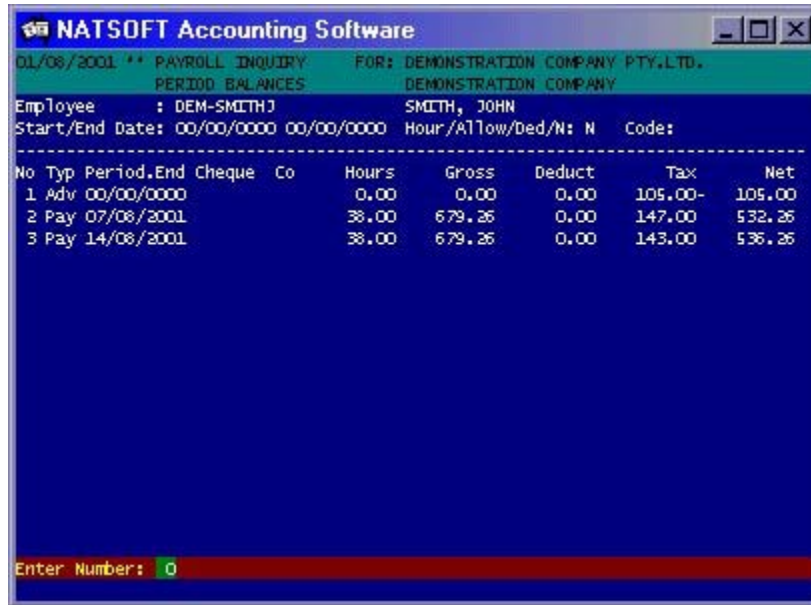 NATSOFT Accounting Software
01/08/2001 ** PAYROLL INQUIRY FOR: DEMONSTRATION COMPANY PTY.LTD.
PERIOD BALANCES DEMONSTRATION COMPANY
Employee : DEM-SMITHJ SMITH, JOHN
Start/End Date: 00/00/0000 00/00/0000 Hour/Allow/Ded/N: N Code:
No Typ Period.End Cheque Co Hours Gross Deduct Tax Net
1 Adv 00/00/0000 0.00 0.00 0.00 105.00- 105.00
2 Pay 07/08/2001 38.00 679.26 0.00 147.00 532.26
3 Pay 14/08/2001 38.00 679.26 0.00 143.00 536.26
Enter Number: 0